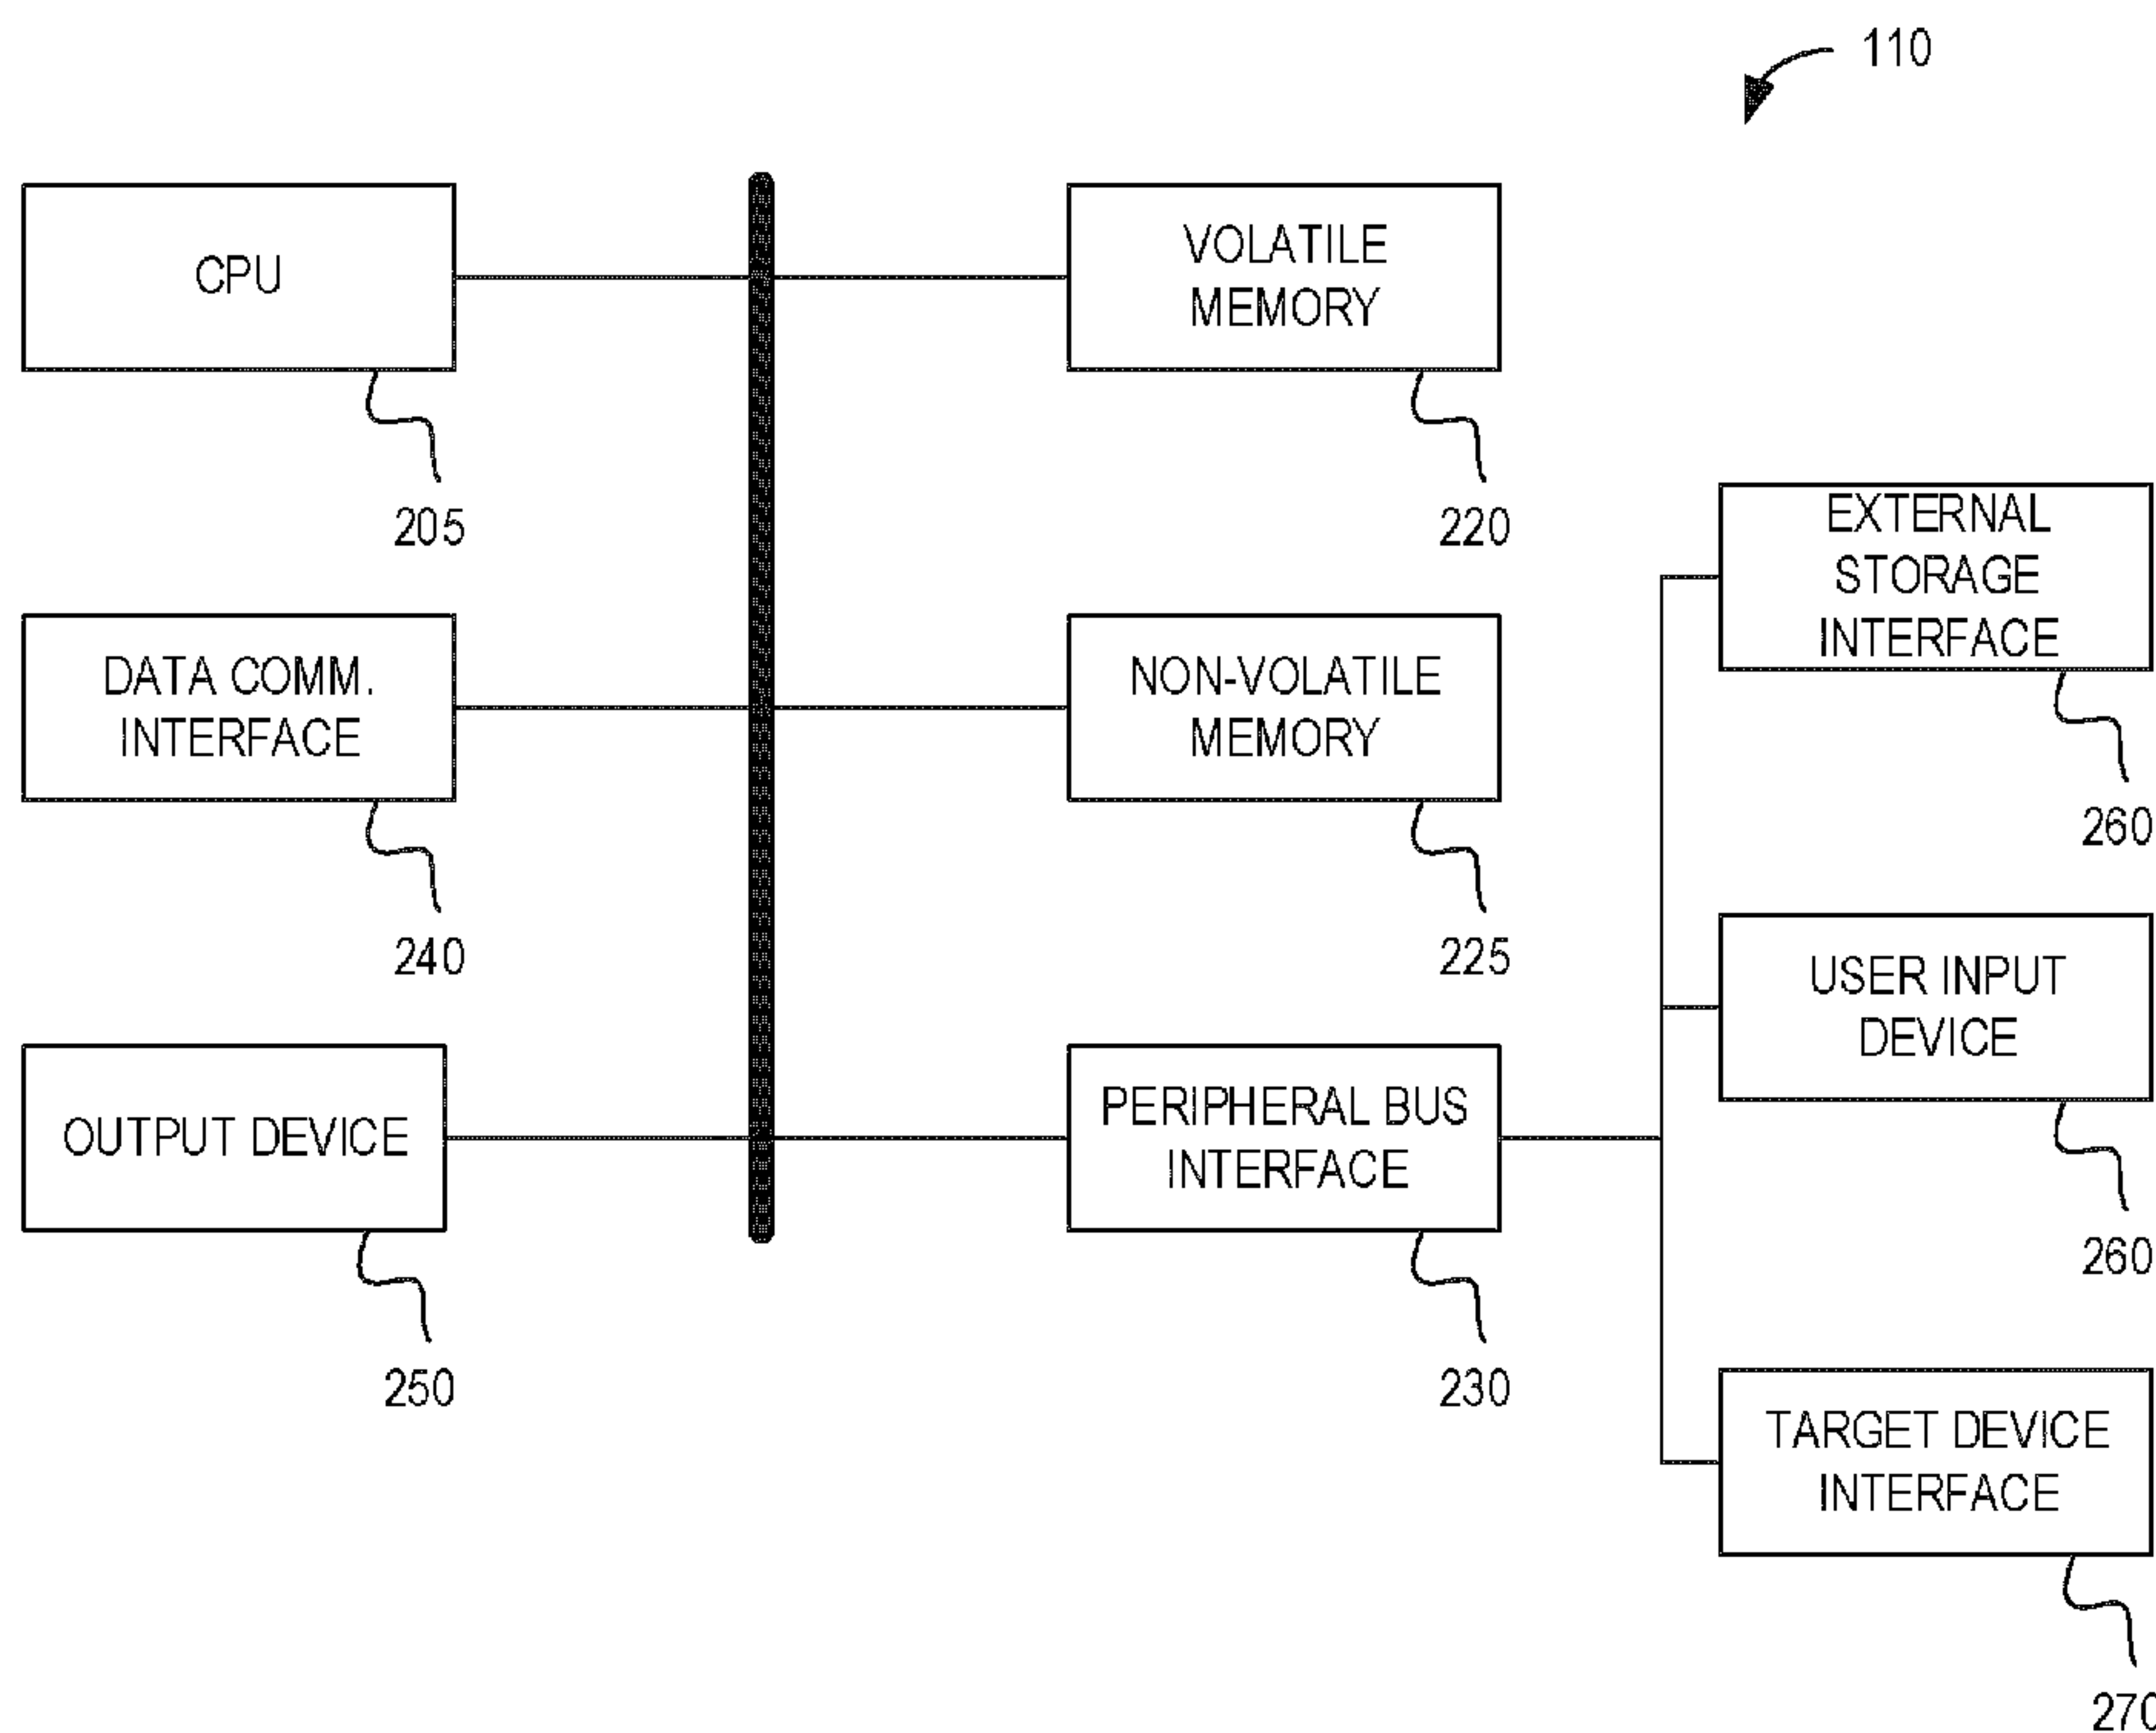 110
CPU
205
VOLATILE
MEMORY
220
EXTERNAL
STORAGE
INTERFACE
260
DATA COMM.
INTERFACE
240
NON-VOLATILE
MEMORY
225
USER INPUT
DEVICE
260
OUTPUT DEVICE
250
PERIPHERAL BUS
INTERFACE
230
TARGET DEVICE
INTERFACE
270